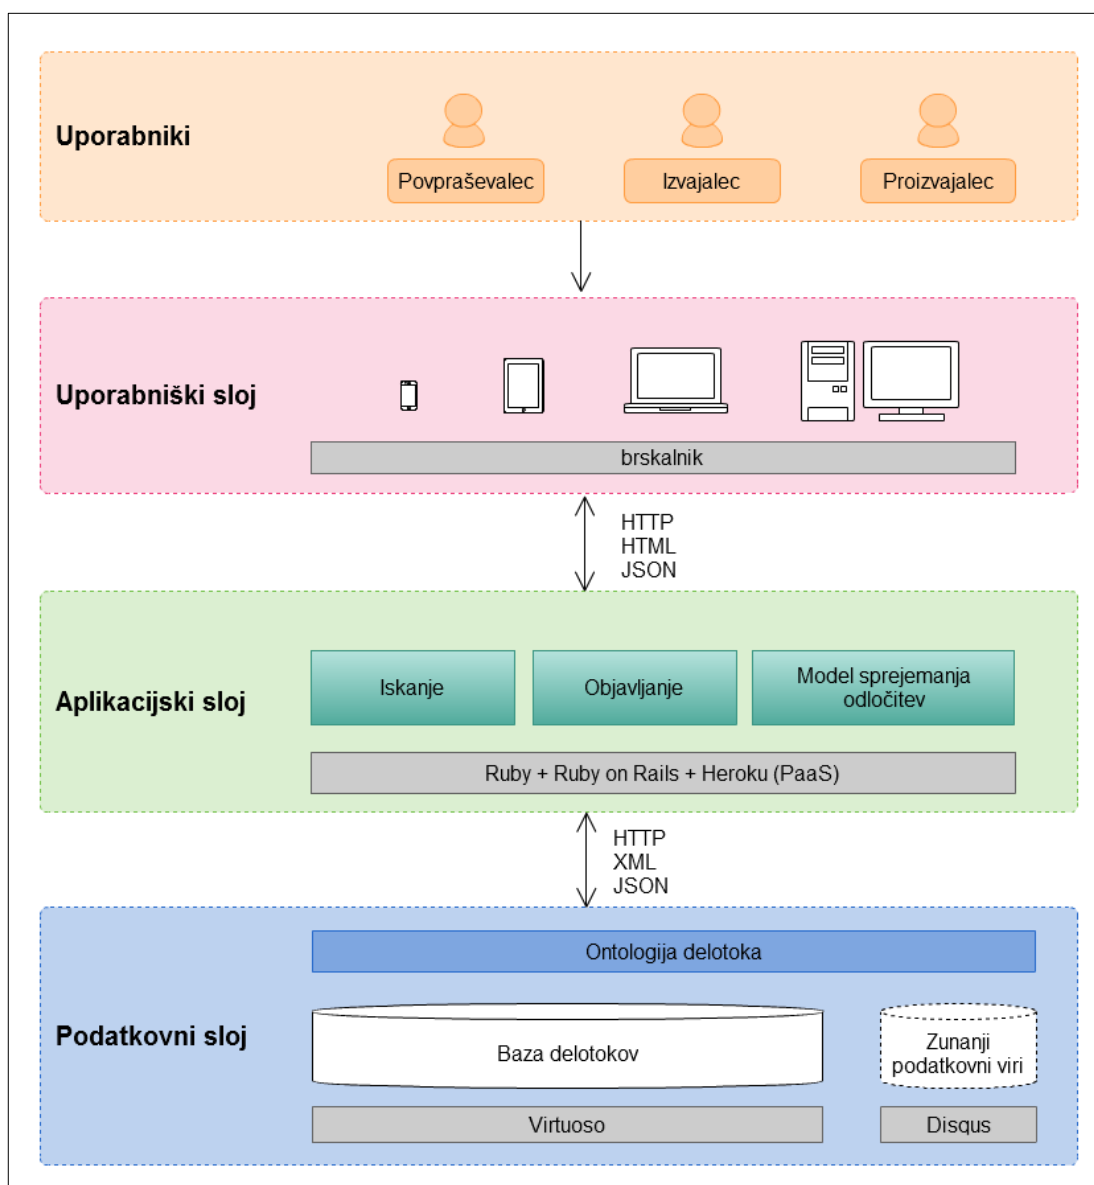 Uporabniki
Povpraševalec
Izvajalec
Proizvajalec
Uporabniški sloj
brskalnik
HTTP
HTML
JSON
Aplikacijski sloj
Iskanje
Objavljanje
Model sprejemanja
odločitev
Ruby + Ruby on Rails + Heroku (PaaS)
HTTP
XML
JSON
Podatkovni sloj
Ontologija delotoka
Baza delotokov
Zunanji
podatkovni viri
Virtuoso
Disqus